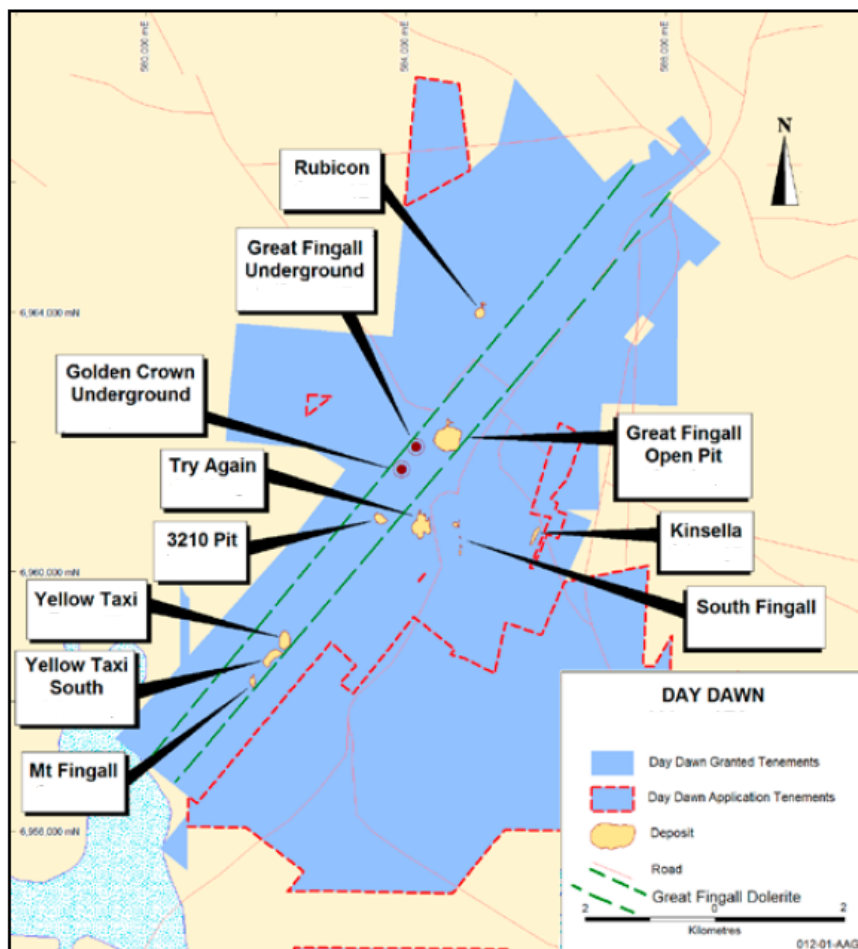 580,000 mE
584,000 mE
588,000 mE
N
Rubicon
Great Fingall
Underground
6,964,000 mN
Golden Crown
Underground
Great Fingall
Open Pit
Try Again
3210 Pit
Kinsella
6,960,000 mN
Yellow Taxi
South Fingall
Yellow Taxi
South
Mt Fingall
6,956,000 mN
DAY DAWN
Day Dawn Granted Tenements
Day Dawn Application Tenements
Deposit
Road
Great Fingall Dolerite
2 0 2
Kilometres
012-01-AAG